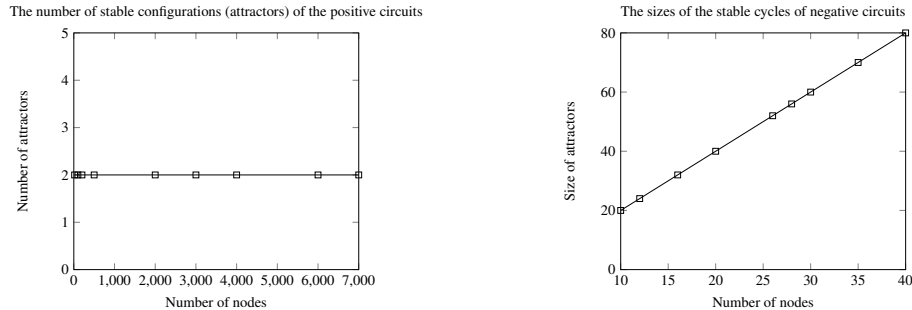 The number of stable configurations (attractors) of the positive circuits
5
4
3
2
1
0
0 1,000 2,000 3,000 4,000 5,000 6,000 7,000
Number of nodes
Number of attractors
The sizes of the stable cycles of negative circuits
80
60
40
20
0
10 15 20 25 30 35 40
Number of nodes
Size of attractors